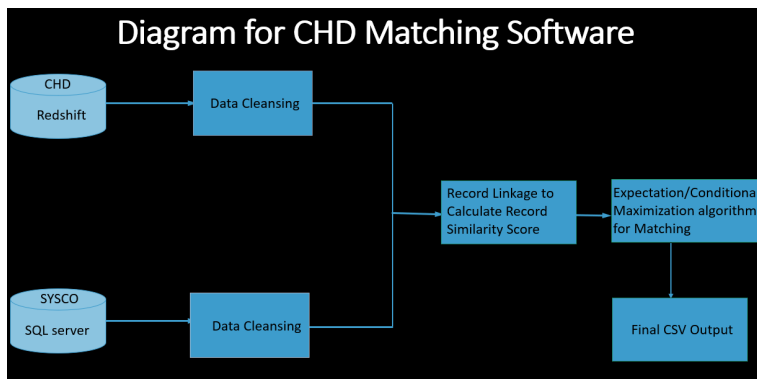 Diagram for CHD Matching Software
CHD
Redshift
Data Cleansing
Record Linkage to
Calculate Record
Similarity Score
Expectation/Conditiona
Maximization algorithm
for Matching
SYSCO
SQL server
Data Cleansing
Final CSV Output